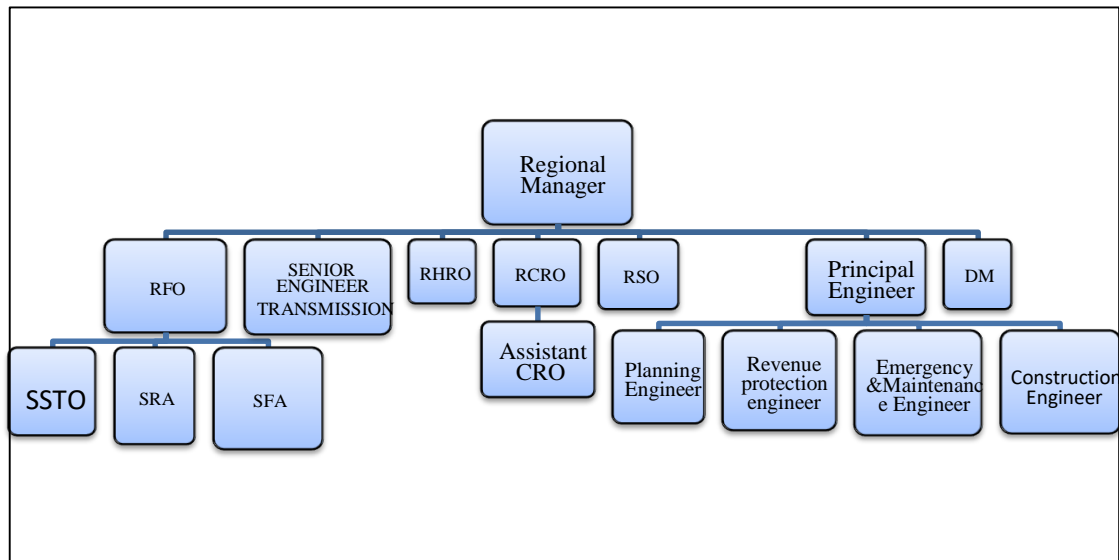 Regional
Manager
RFO
SENIOR
ENGINEER
TRANSMISSION
RHRO
RCRO
RSO
Principal
Engineer
DM
SSTO
SRA
SFA
Assistant
CRO
Planning
Engineer
Revenue
protection
engineer
Emergency
&Maintenanc
e Engineer
Construction
Engineer